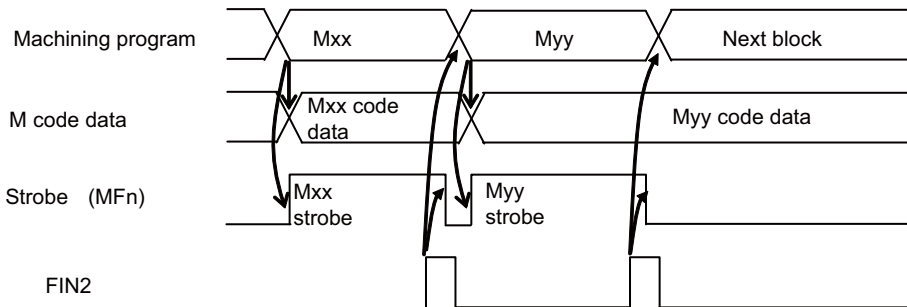 Machining program
Mxx
Myy
Next block
M code data
Mxx code
data
Myy code data
Strobe (MFn)
Mxx
strobe
Myy
strobe
FIN2